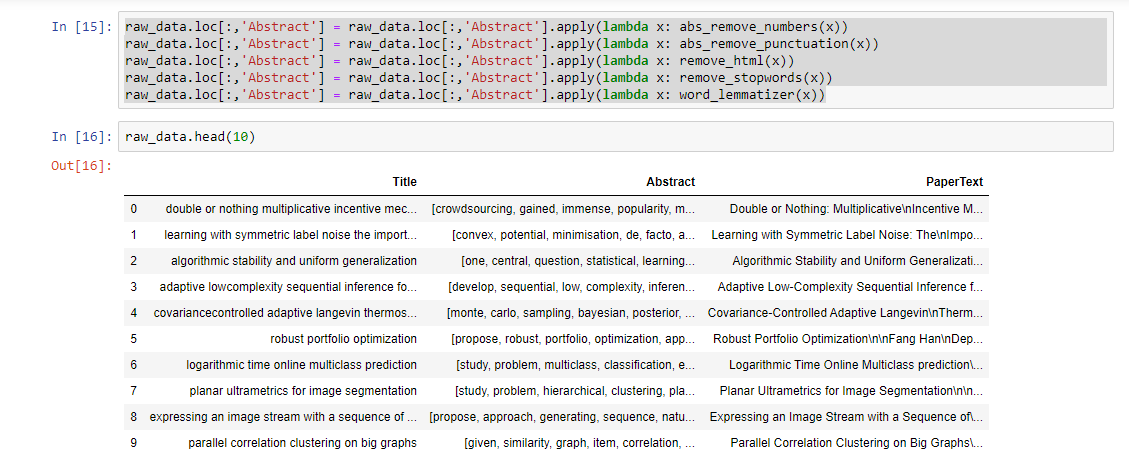 In [15]: raw_data.loc[:,'Abstract'] = raw_data.loc[:,'Abstract'].apply(lambda x: abs_remove_numbers(x))
raw_data.loc[:,'Abstract'] = raw_data.loc[:,'Abstract'].apply(lambda x: abs_remove_punctuation(x))
raw_data.loc[:,'Abstract'] = raw_data.loc[:,'Abstract'].apply(lambda x: remove_html(x))
raw_data.loc[:,'Abstract'] = raw_data.loc[:,'Abstract'].apply(lambda x: remove_stopwords(x))
raw_data.loc[:,'Abstract'] = raw_data.loc[:,'Abstract'].apply(lambda x: word_lemmatizer(x))
In [16]: raw_data.head(10)
Out[16]:
Title Abstract PaperText
0 double or nothing multiplicative incentive mec... [crowdsourcing, gained, immense, popularity, m... Double or Nothing: Multiplicative\nIncentive M...
1 learning with symmetric label noise the import... [convex, potential, minimisation, de, facto, a... Learning with Symmetric Label Noise: The\nImpo...
2 algorithmic stability and uniform generalization [one, central, question, statistical, learning... Algorithmic Stability and Uniform Generalizati...
3 adaptive lowcomplexity sequential inference fo... [develop, sequential, low, complexity, inferen... Adaptive Low-Complexity Sequential Inference f...
4 covariancecontrolled adaptive langevin thermos... [monte, carlo, sampling, bayesian, posterior, ... Covariance-Controlled Adaptive Langevin\nTherm...
5 robust portfolio optimization [propose, robust, portfolio, optimization, app... Robust Portfolio Optimization\n\nFang Han\nDep...
6 logarithmic time online multiclass prediction [study, problem, multiclass, classification, e... Logarithmic Time Online Multiclass prediction\...
7 planar ultrametrics for image segmentation [study, problem, hierarchical, clustering, pla... Planar Ultrametrics for Image Segmentation\n\n...
8 expressing an image stream with a sequence of ... [propose, approach, generating, sequence, natu... Expressing an Image Stream with a Sequence of\...
9 parallel correlation clustering on big graphs [given, similarity, graph, item, correlation, ... Parallel Correlation Clustering on Big Graphs\...